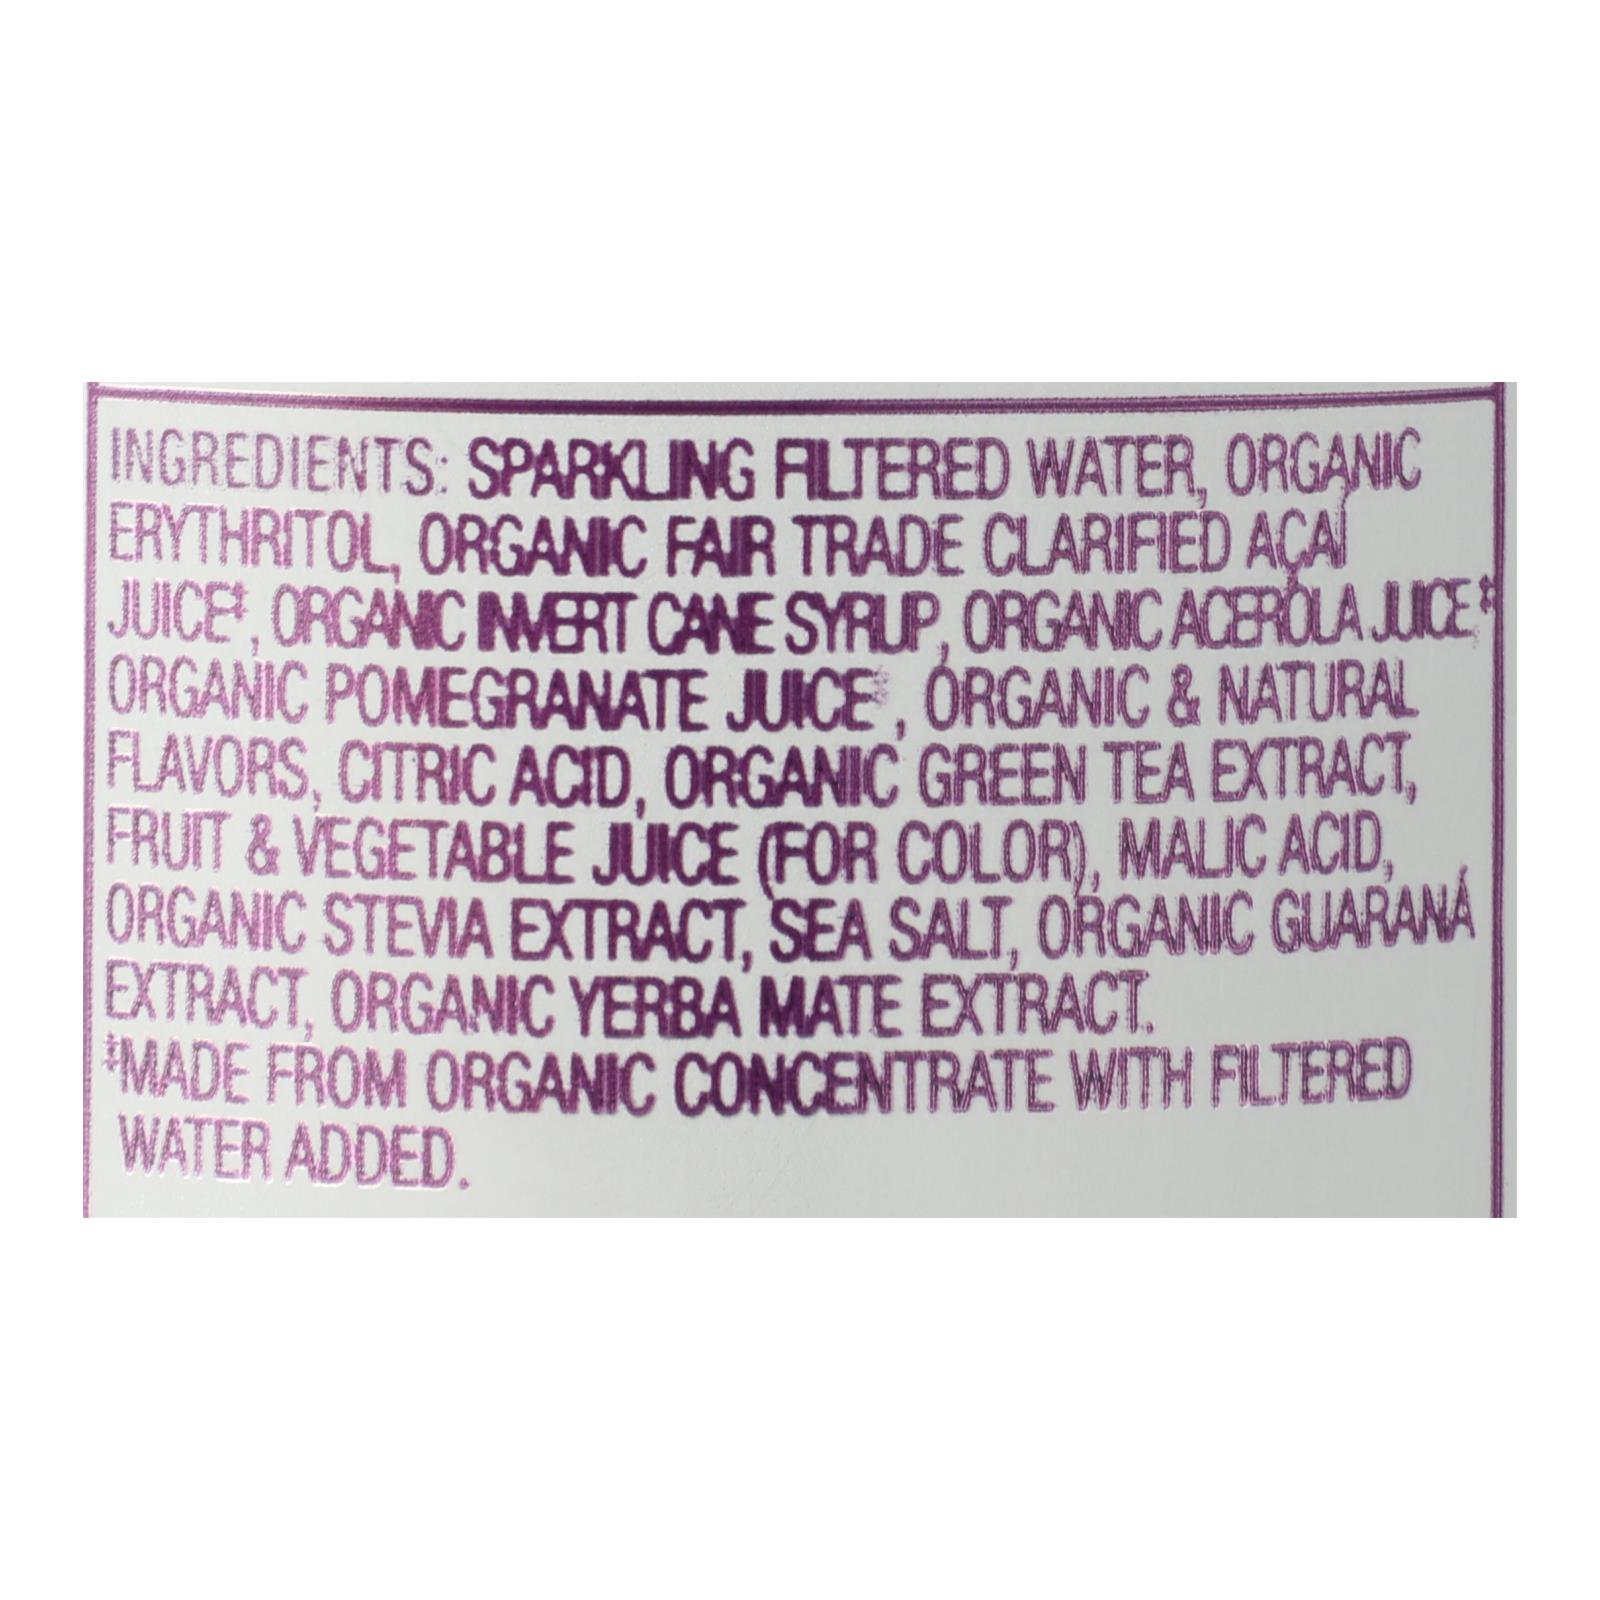 INGREDIENTS: SPARKLING FILTERED WATER, ORGANIC
ERYTHRITOL, ORGANIC FAIR TRADE CLARIFIED AÇAÍ
JUICE‡, ORGANIC INVERT CANE SYRUP, ORGANIC ACEROLA JUICE‡,
ORGANIC POMEGRANATE JUICE‡, ORGANIC & NATURAL
FLAVORS, CITRIC ACID, ORGANIC GREEN TEA EXTRACT,
FRUIT & VEGETABLE JUICE (FOR COLOR), MALIC ACID,
ORGANIC STEVIA EXTRACT, SEA SALT, ORGANIC GUARANÁ
EXTRACT, ORGANIC YERBA MATE EXTRACT.
‡MADE FROM ORGANIC CONCENTRATE WITH FILTERED
WATER ADDED.